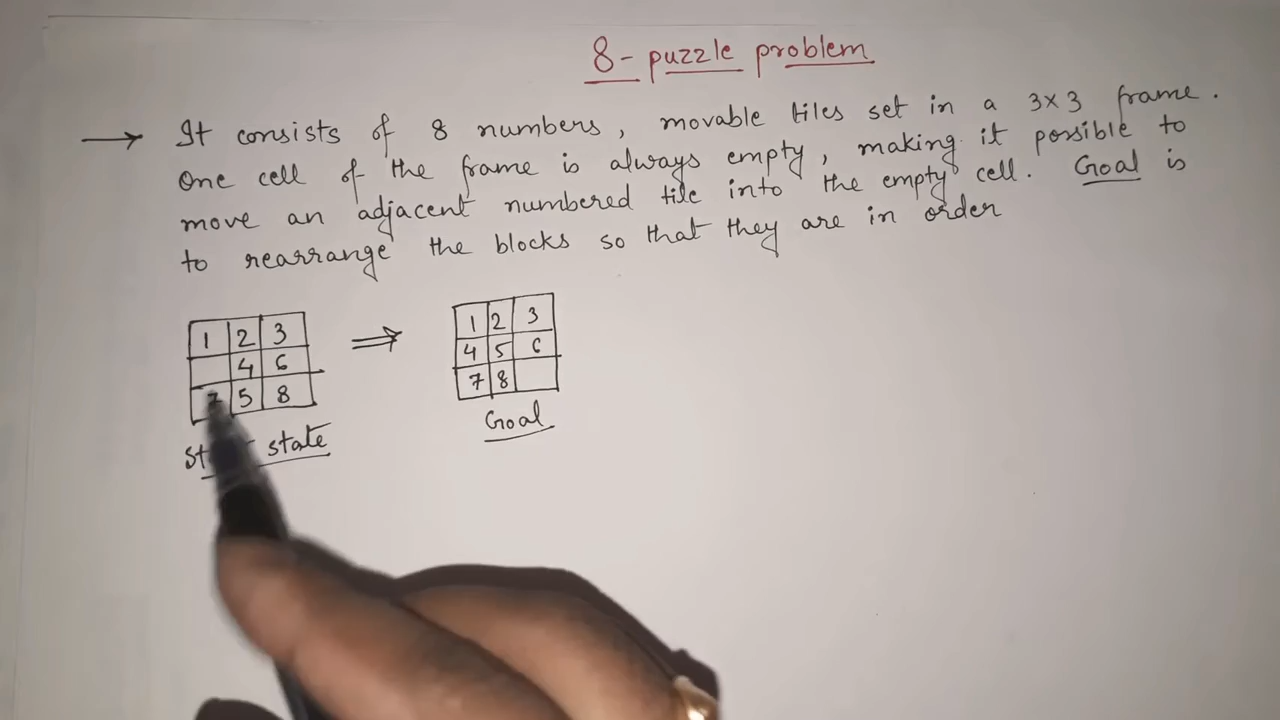 8- puzzle problem
→ It consists of 8 numbers, movable tiles set in a 3×3 frame.
One cell of the frame is always empty, making it possible to
move an adjacent numbered tile into the empty cell. Goal is
to rearrange the blocks so that they are in order
1 2 3 ⇒ 1 2 3
4 6 4 5 6
7 5 8 7 8
state Goal